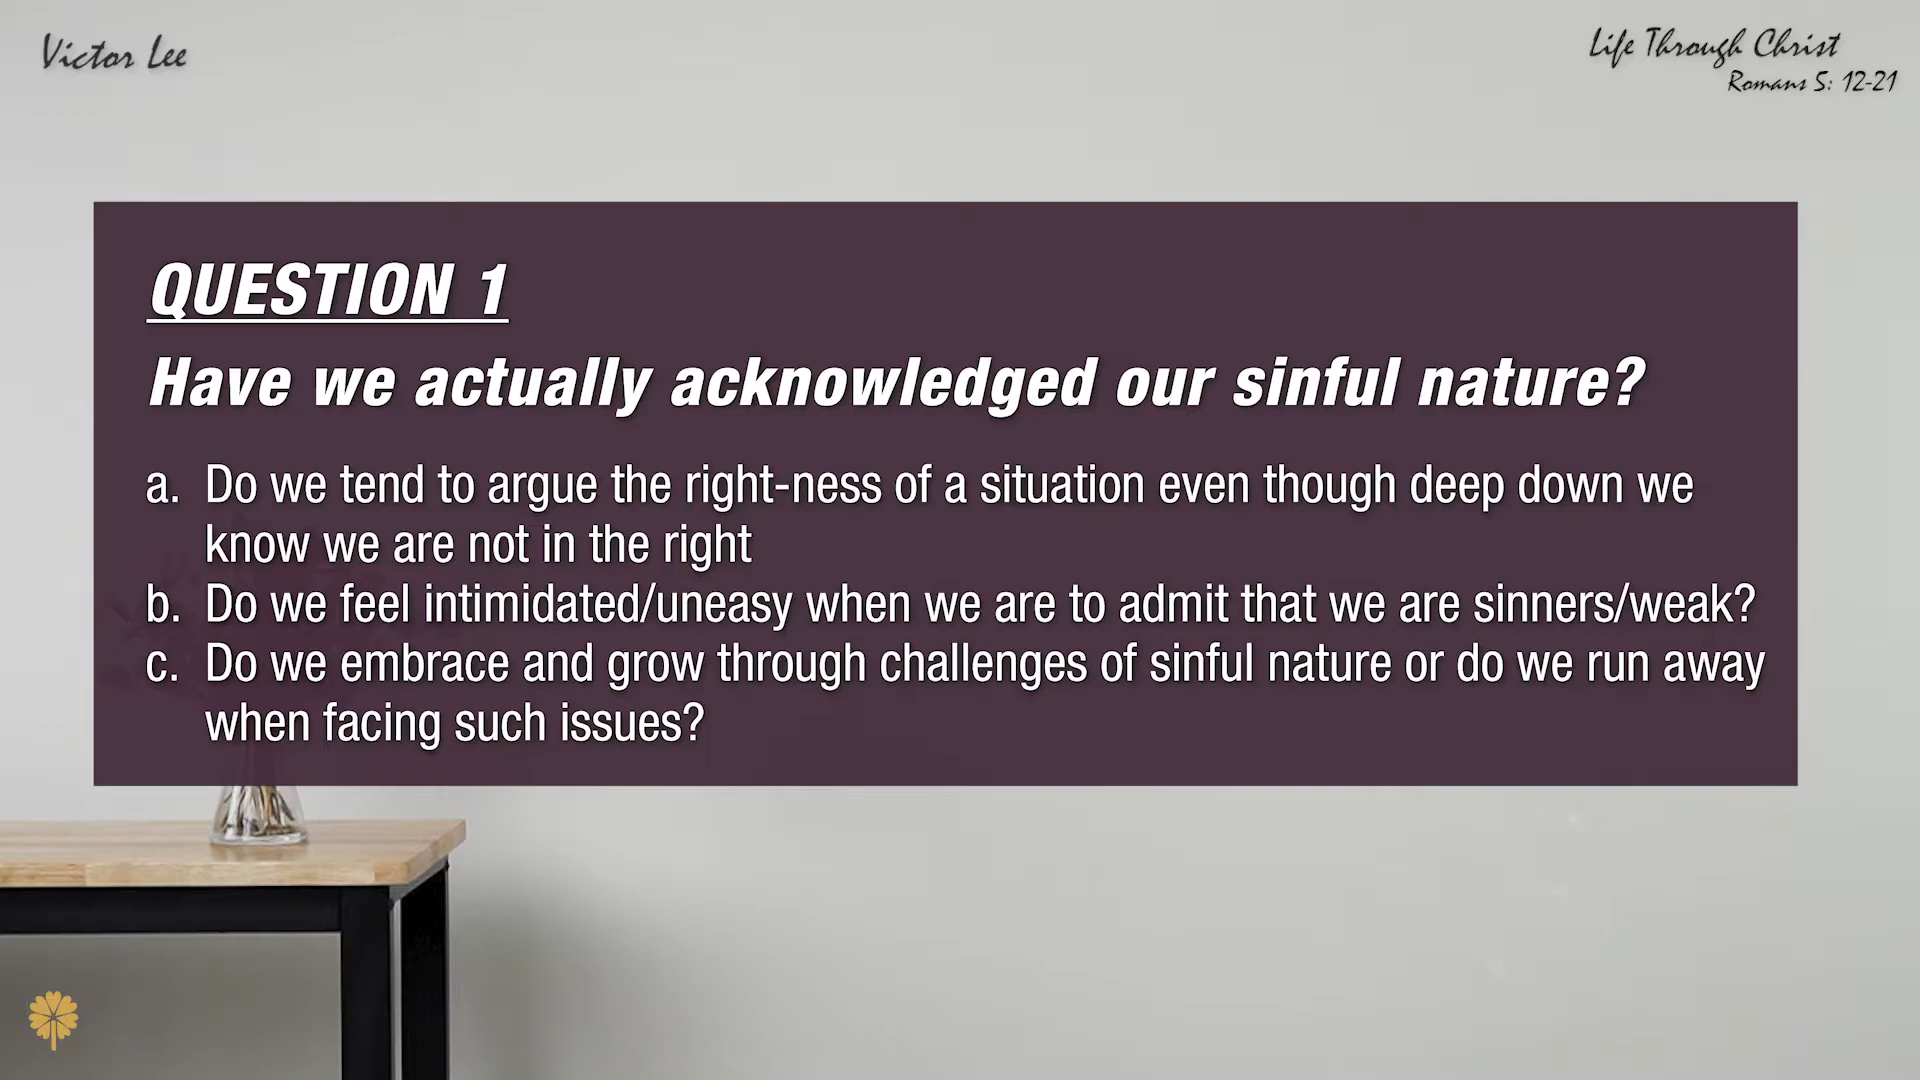 Victor Lee
Life Through Christ
Romans 5: 12-21
QUESTION 1
Have we actually acknowledged our sinful nature?
a. Do we tend to argue the right-ness of a situation even though deep down we
know we are not in the right
b. Do we feel intimidated/uneasy when we are to admit that we are sinners/weak?
c. Do we embrace and grow through challenges of sinful nature or do we run away
when facing such issues?